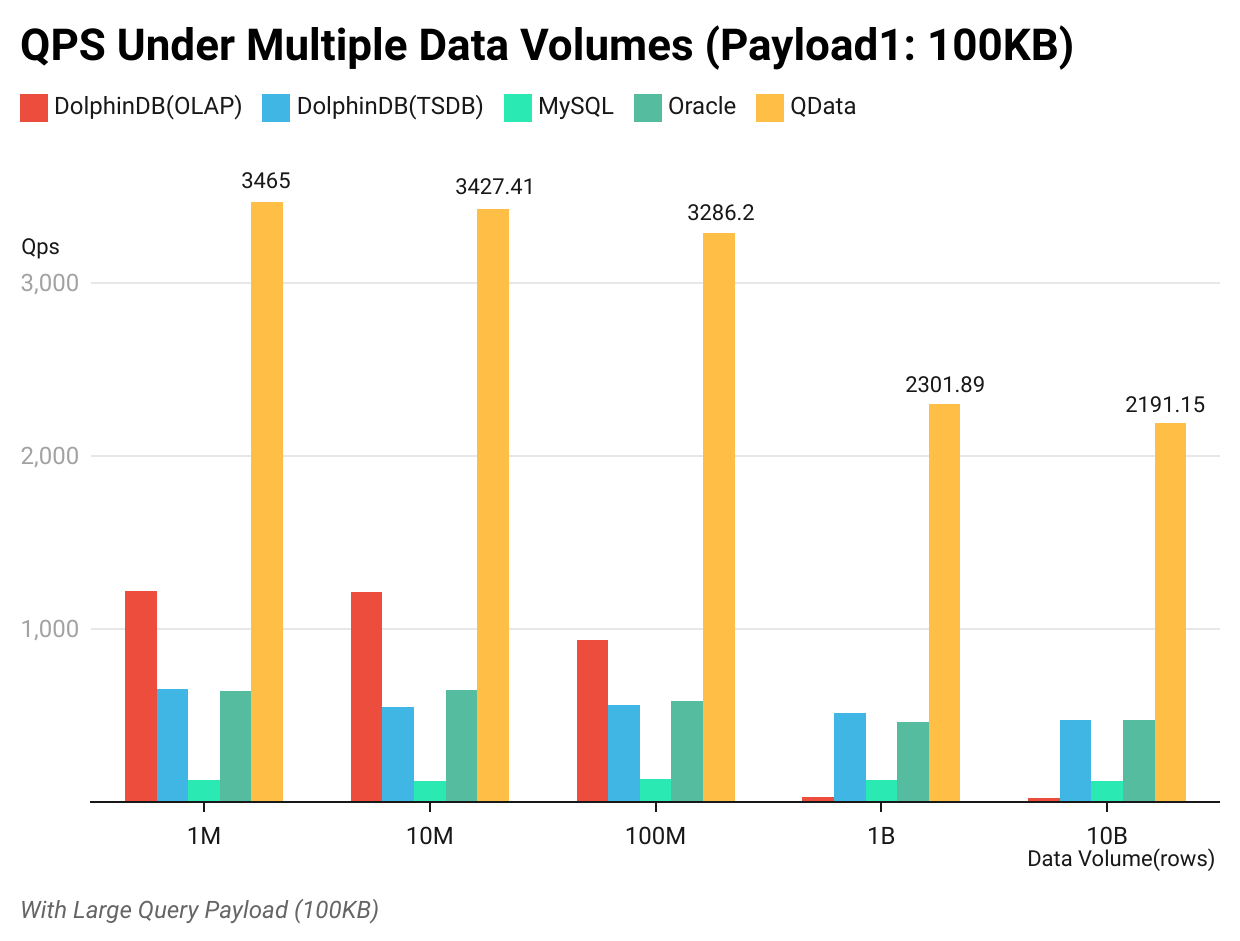 QPS Under Multiple Data Volumes (Payload1: 100KB)
DolphinDB(OLAP) DolphinDB(TSDB) MySQL Oracle QData
3465 3427.41 3286.2 2301.89 2191.15
Qps
3,000
2,000
1,000
1M 10M 100M 1B 10B
Data Volume(rows)
With Large Query Payload (100KB)